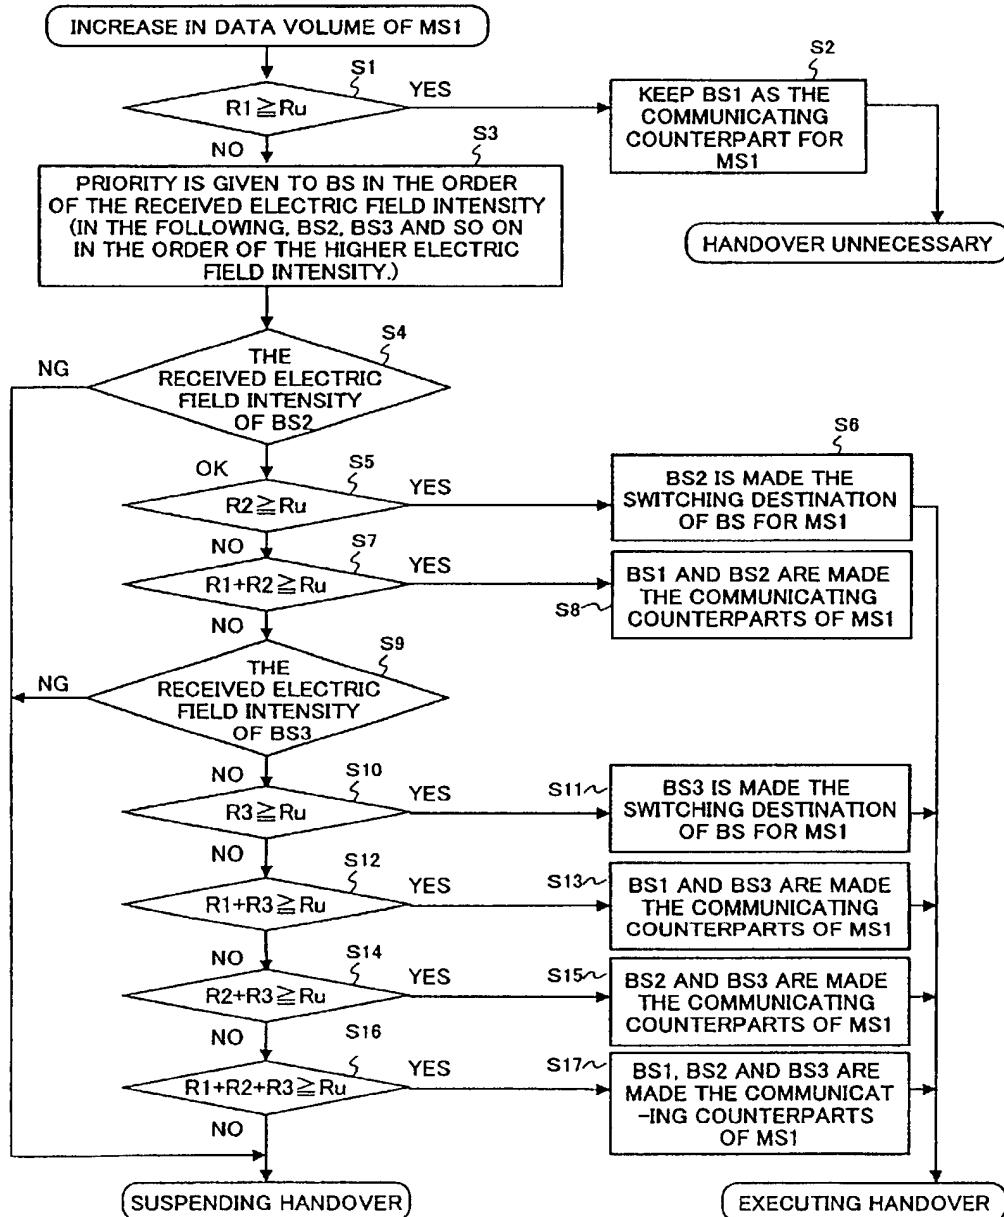 INCREASE IN DATA VOLUME OF MS1
S1
R1≧Ru
YES
NO
S2
KEEP BS1 AS THE
COMMUNICATING
COUNTERPART FOR
MS1
HANDOVER UNNECESSARY
S3
PRIORITY IS GIVEN TO BS IN THE ORDER
OF THE RECEIVED ELECTRIC FIELD INTENSITY
(IN THE FOLLOWING, BS2, BS3 AND SO ON
IN THE ORDER OF THE HIGHER ELECTRIC
FIELD INTENSITY.)
S4
NG
THE
RECEIVED ELECTRIC
FIELD INTENSITY
OF BS2
OK
S5
R2≧Ru
YES
NO
S6
BS2 IS MADE THE
SWITCHING DESTINATION
OF BS FOR MS1
S7
R1+R2≧Ru
YES
NO
S8
BS1 AND BS2 ARE MADE
THE COMMUNICATING
COUNTERPARTS OF MS1
S9
NG
THE
RECEIVED ELECTRIC
FIELD INTENSITY
OF BS3
NO
S10
R3≧Ru
YES
NO
S11
BS3 IS MADE THE
SWITCHING DESTINATION
OF BS FOR MS1
S12
R1+R3≧Ru
YES
NO
S13
BS1 AND BS3 ARE MADE
THE COMMUNICATING
COUNTERPARTS OF MS1
S14
R2+R3≧Ru
YES
NO
S15
BS2 AND BS3 ARE MADE
THE COMMUNICATING
COUNTERPARTS OF MS1
S16
R1+R2+R3≧Ru
YES
NO
S17
BS1, BS2 AND BS3 ARE
MADE THE COMMUNICAT
-ING COUNTERPARTS
OF MS1
SUSPENDING HANDOVER
EXECUTING HANDOVER